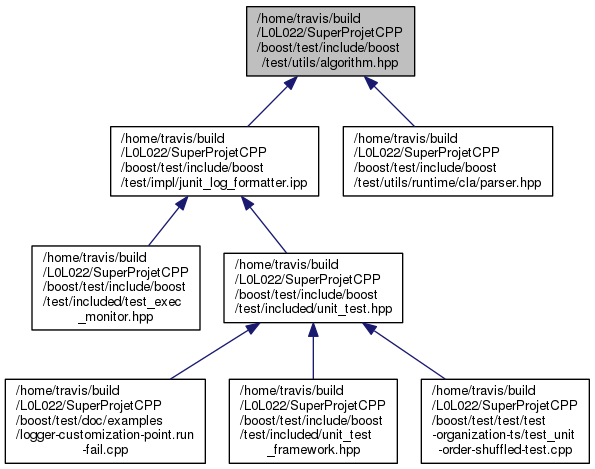 /home/travis/build
/L0L022/SuperProjetCPP
/boost/test/include/boost
/test/utils/algorithm.hpp
/home/travis/build
/L0L022/SuperProjetCPP
/boost/test/include/boost
/test/impl/junit_log_formatter.ipp
/home/travis/build
/L0L022/SuperProjetCPP
/boost/test/include/boost
/test/utils/runtime/cla/parser.hpp
/home/travis/build
/L0L022/SuperProjetCPP
/boost/test/include/boost
/test/included/test_exec
_monitor.hpp
/home/travis/build
/L0L022/SuperProjetCPP
/boost/test/include/boost
/test/included/unit_test.hpp
/home/travis/build
/L0L022/SuperProjetCPP
/boost/test/doc/examples
/logger-customization-point.run
-fail.cpp
/home/travis/build
/L0L022/SuperProjetCPP
/boost/test/include/boost
/test/included/unit_test
_framework.hpp
/home/travis/build
/L0L022/SuperProjetCPP
/boost/test/test/test
-organization-ts/test_unit
-order-shuffled-test.cpp